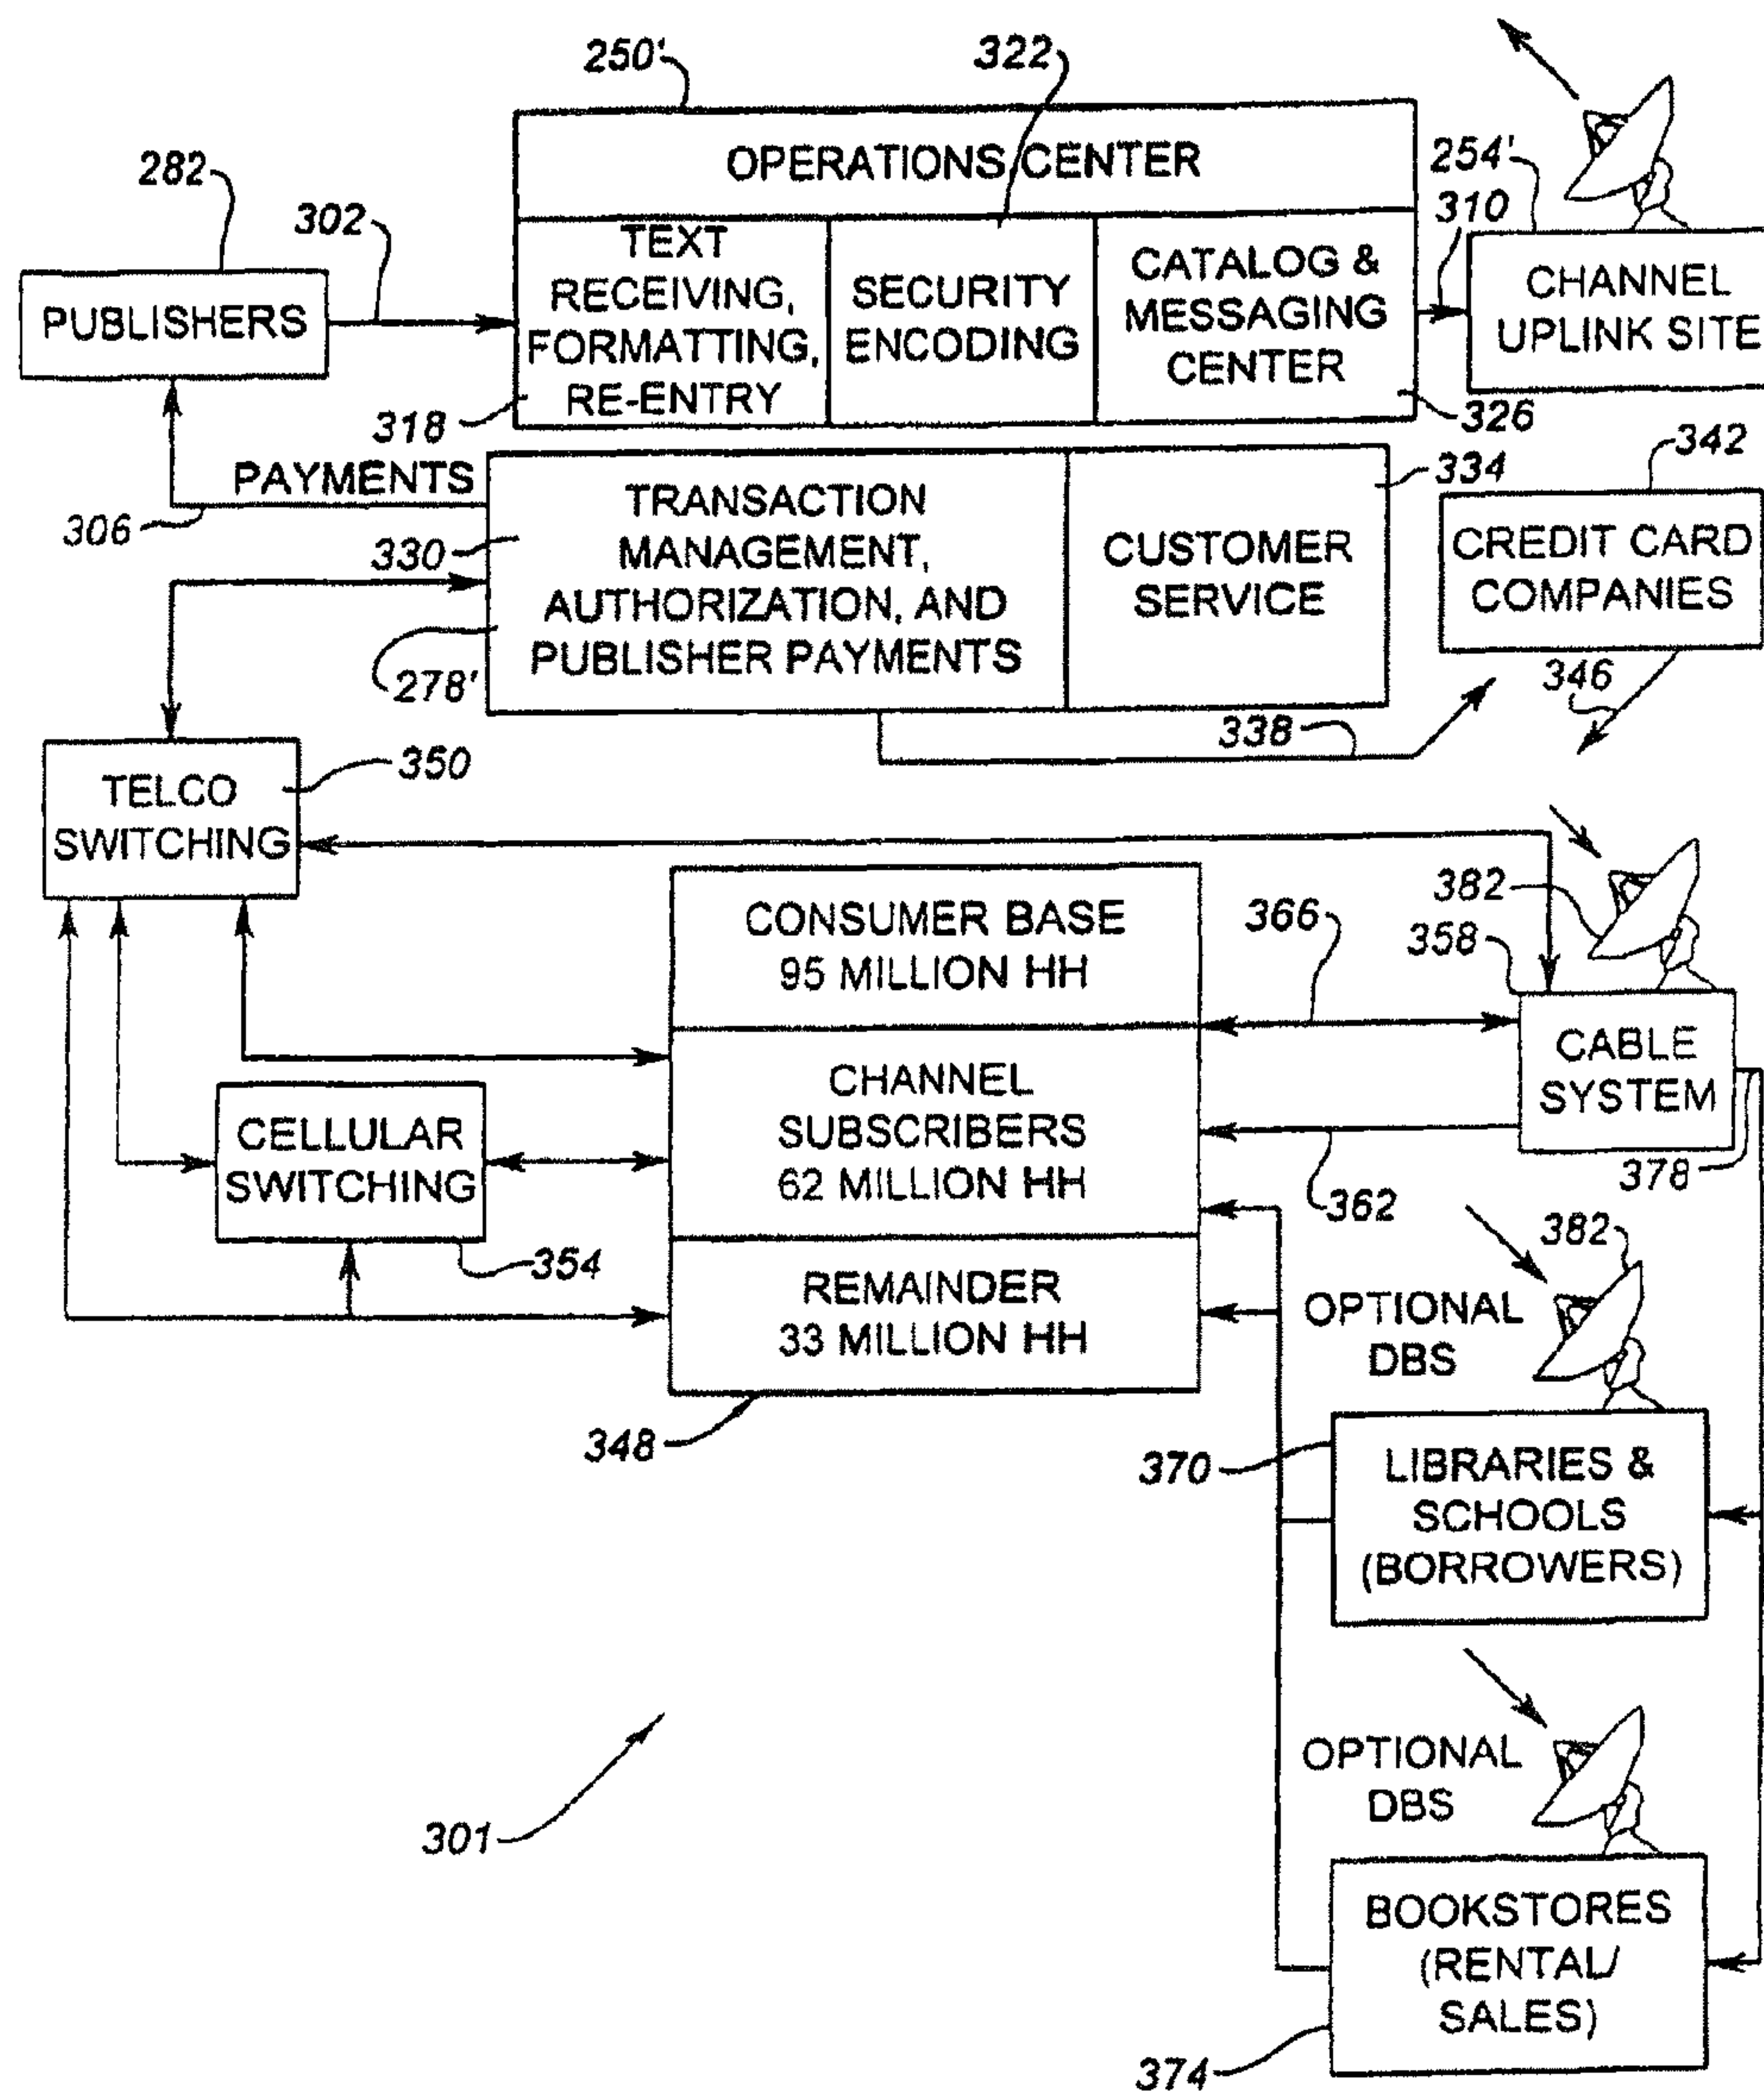 250'
322
OPERATIONS CENTER
254'
310
282
302
PUBLISHERS
TEXT
RECEIVING,
FORMATTING,
RE-ENTRY
318
SECURITY
ENCODING
CATALOG &
MESSAGING
CENTER
326
CHANNEL
UPLINK SITE
PAYMENTS
306
330
TRANSACTION
MANAGEMENT,
AUTHORIZATION, AND
PUBLISHER PAYMENTS
278'
334
CUSTOMER
SERVICE
342
CREDIT CARD
COMPANIES
346
338
350
TELCO
SWITCHING
CONSUMER BASE
95 MILLION HH
366
382
358
CABLE
SYSTEM
378
CHANNEL
SUBSCRIBERS
62 MILLION HH
362
CELLULAR
SWITCHING
354
REMAINDER
33 MILLION HH
348
382
OPTIONAL
DBS
370
LIBRARIES &
SCHOOLS
(BORROWERS)
OPTIONAL
DBS
301
BOOKSTORES
(RENTAL/
SALES)
374